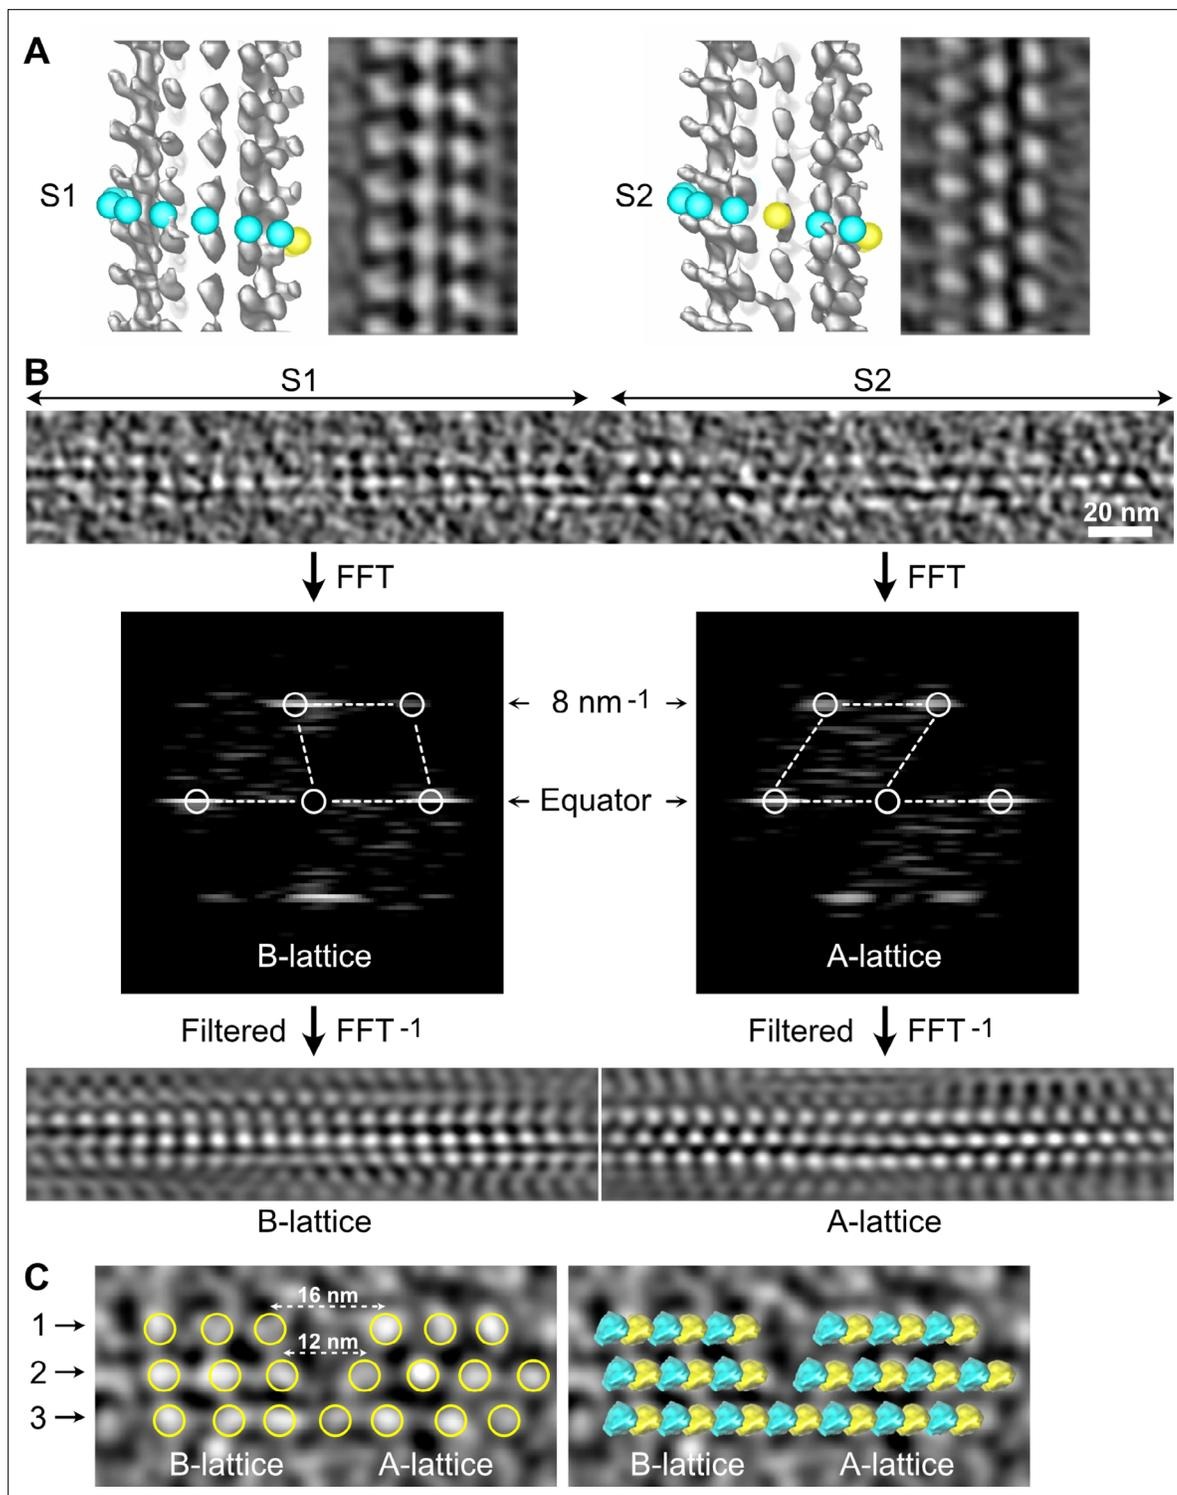 A
S1
S2
B
S1 S2
20 nm
FFT FFT
8 nm-1
Equator
B-lattice A-lattice
Filtered FFT-1 Filtered FFT-1
B-lattice A-lattice
C
16 nm
1
12 nm
2
3
B-lattice A-lattice B-lattice A-lattice